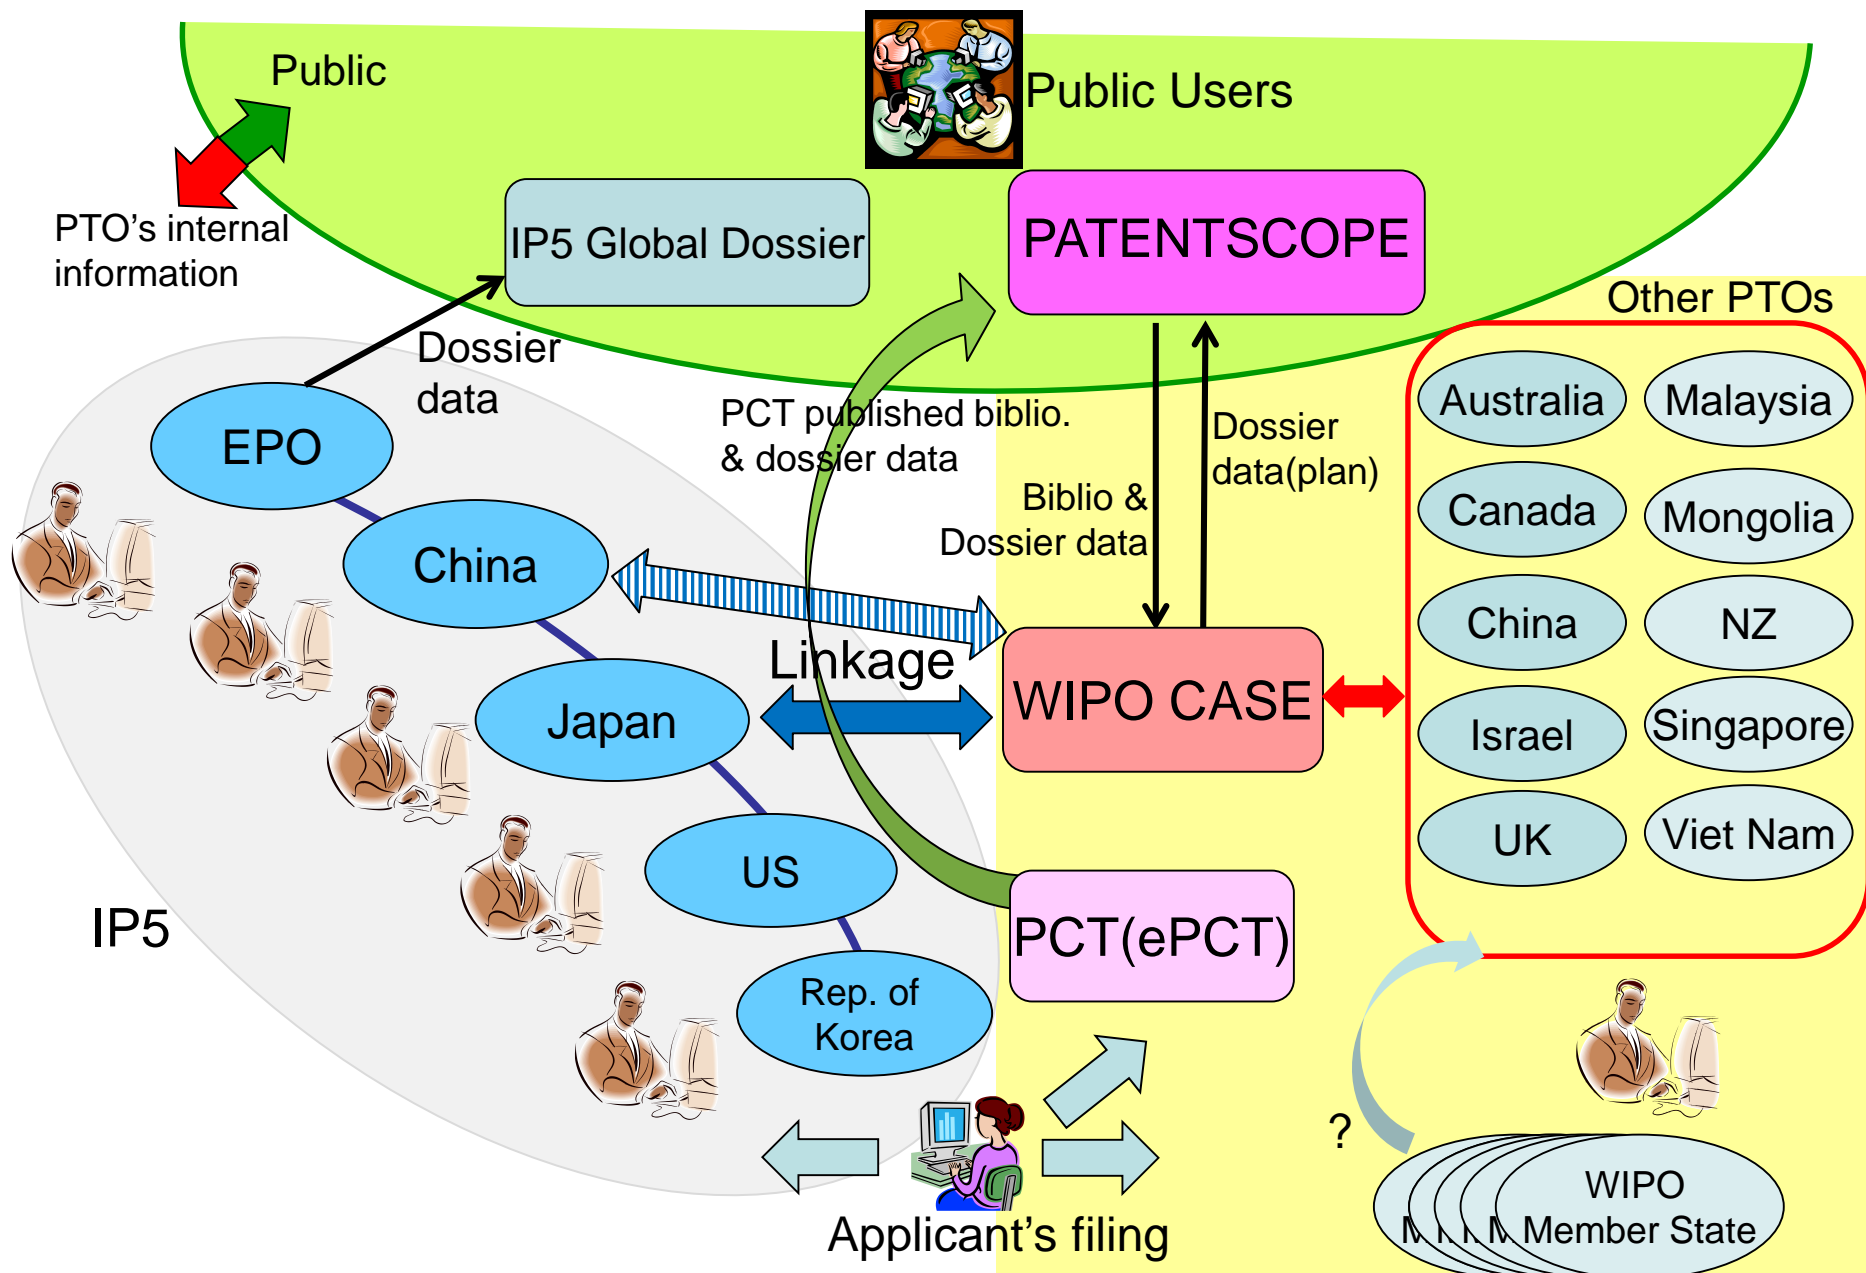 Public
Public Users
PTO's internal
information
IP5 Global Dossier
PATENTSCOPE
Other PTOs
Dossier
data
PCT published biblio.
& dossier data
Dossier
data(plan)
Biblio &
Dossier data
EPO
China
Japan
US
Rep. of
Korea
IP5
Linkage
WIPO CASE
PCT(ePCT)
Australia
Malaysia
Canada
Mongolia
China
NZ
Israel
Singapore
UK
Viet Nam
?
WIPO
Member State
Applicant's filing